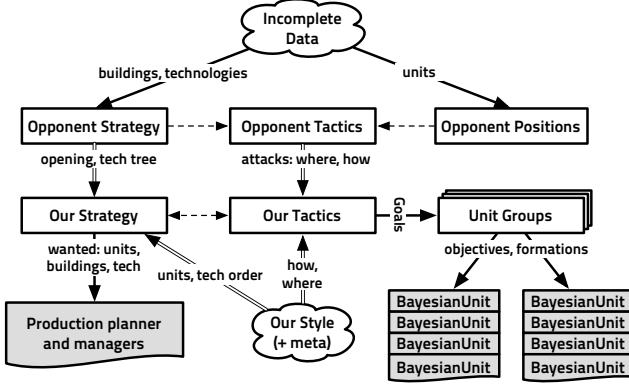 Incomplete
Data
buildings, technologies
units
Opponent Strategy
Opponent Tactics
Opponent Positions
opening, tech tree
attacks: where, how
Our Strategy
Our Tactics
Goals
Unit Groups
wanted: units,
buildings, tech
units, tech order
how,
where
objectives, formations
Production planner
and managers
Our Style
(+ meta)
BayesianUnit
BayesianUnit
BayesianUnit
BayesianUnit
BayesianUnit
BayesianUnit
BayesianUnit
BayesianUnit